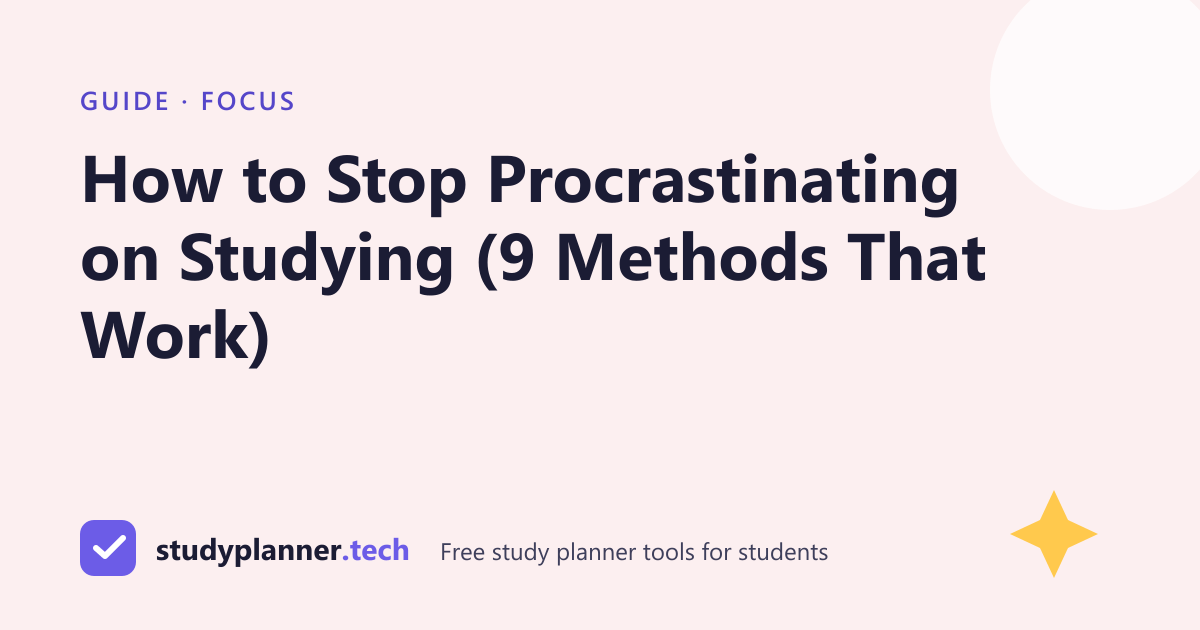 GUIDE · FOCUS
How to Stop Procrastinating
on Studying (9 Methods That
Work)
studyplanner.tech Free study planner tools for students